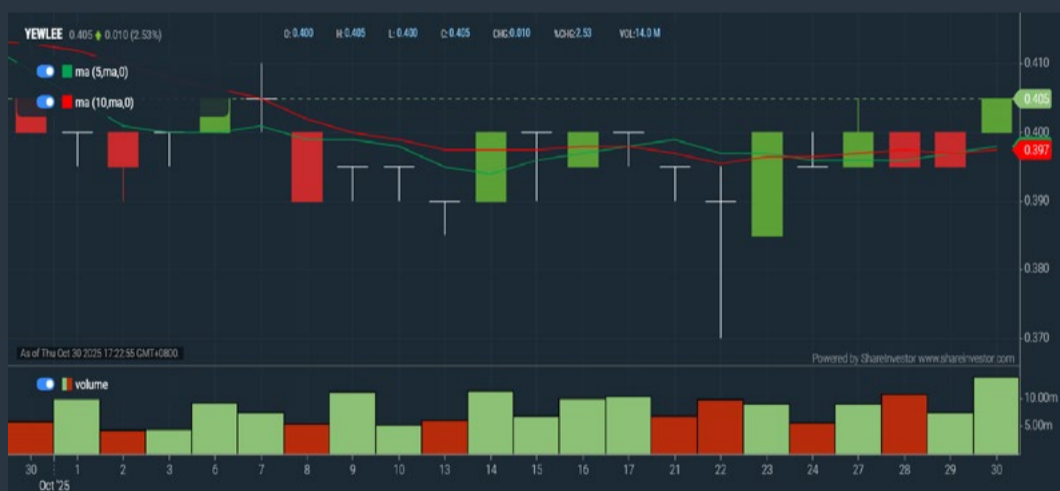 YEWLEE 0.405 0.010 (2.53%) O: 0.400 H: 0.405 L: 0.400 C: 0.405 CHG:0.010 %CHG:2.53 VOL:14.0 M
ma (5,ma,0)
ma (10,ma,0)
0.410
0.405
0.400
0.397
0.390
0.380
0.370
As of Thu Oct 30 2025 17:22:55 GMT+0800
Powered by ShareInvestor www.shareinvestor.com
volume
10.00m
5.00m
30 1 2 3 6 7 8 9 10 13 14 15 16 17 21 22 23 24 27 28 29 30
Oct '25